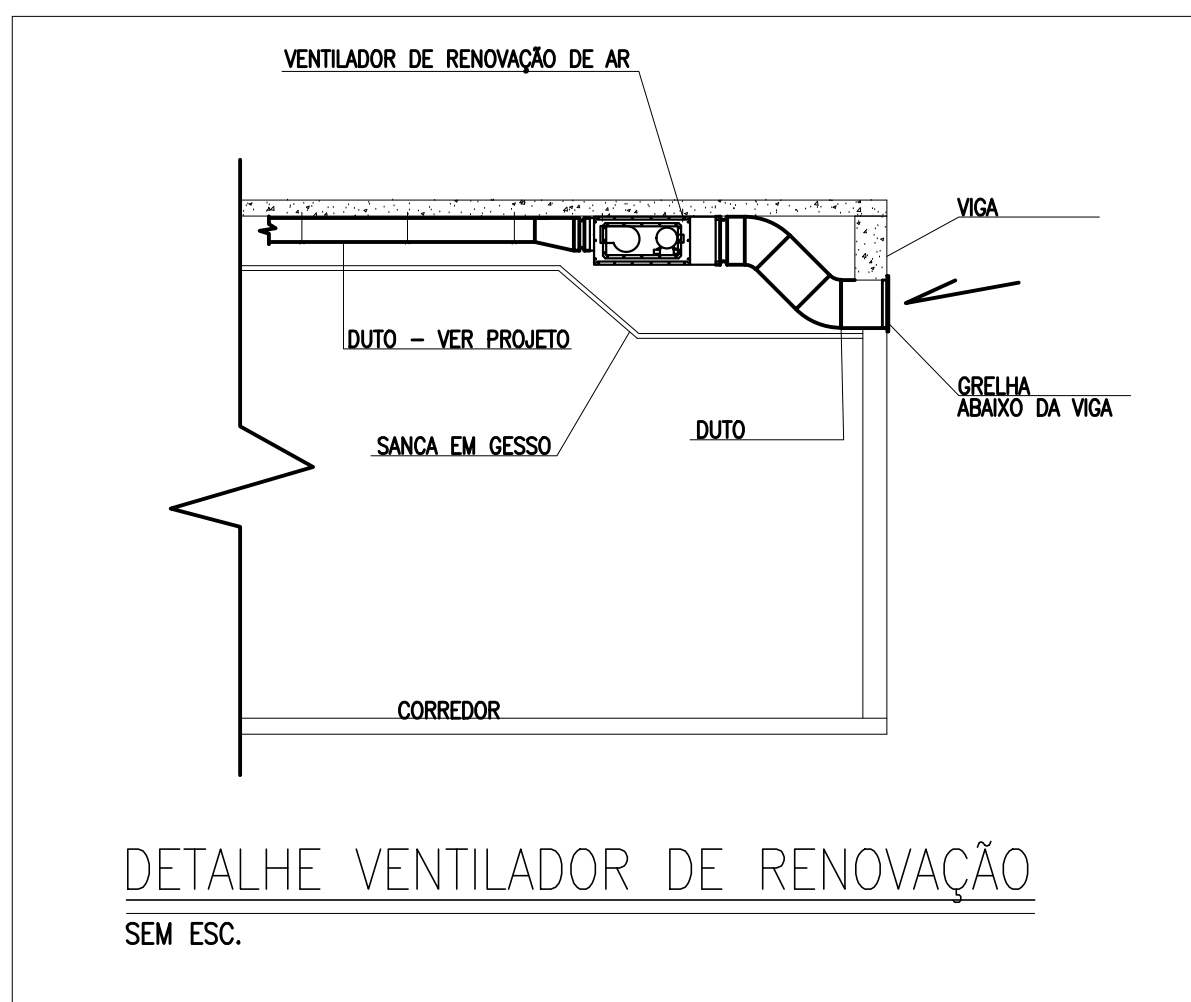 VENTILADOR DE RENOVAÇÃO DE AR
VIGA
DUTO – VER PROJETO
GRELHA
ABAIXO DA VIGA
DUTO
SANCA EM GESSO
CORREDOR
DETALHE VENTILADOR DE RENOVAÇÃO
SEM ESC.